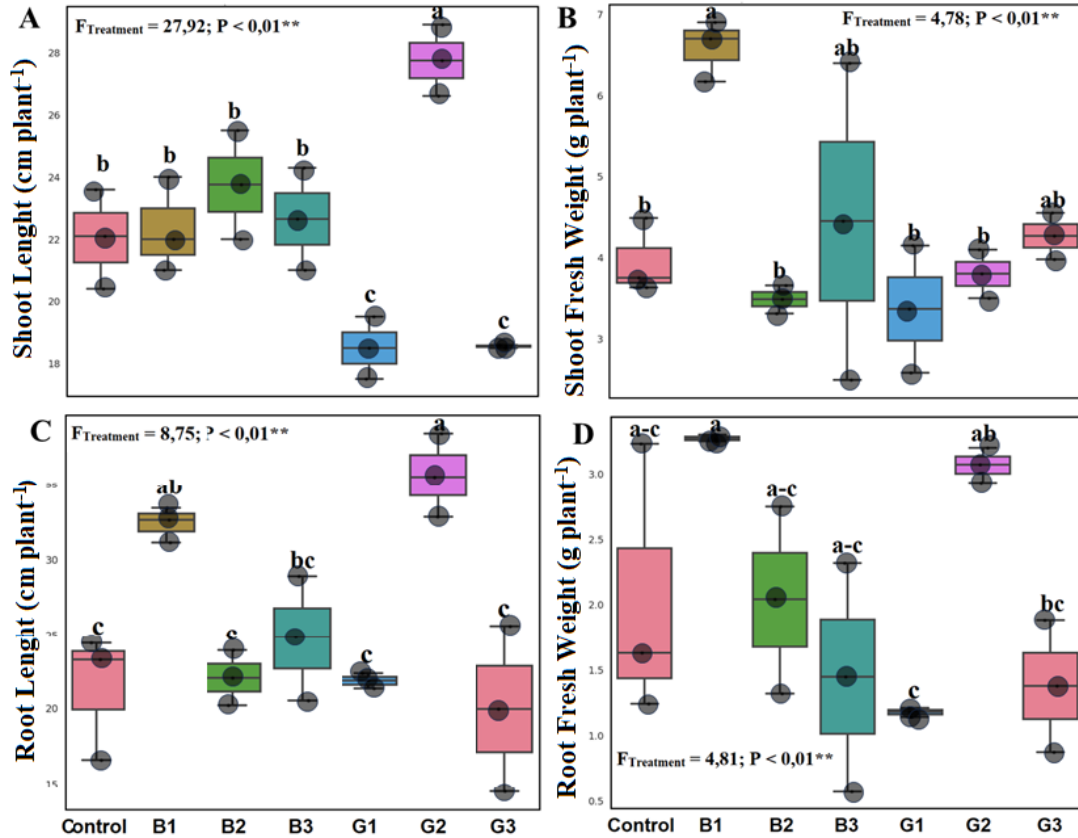 A
F Treatment = 27,92; P < 0,01**
Shoot Lenght (cm plant⁻¹)
28
26
24
22
20
18
b
b
b
b
c
a
c
B
F Treatment = 4,78; P < 0,01**
Shoot Fresh Weight (g plant⁻¹)
7
6
5
4
3
b
a
b
ab
b
b
ab
C
F Treatment = 8,75; ? < 0,01**
Root Lenght (cm plant⁻¹)
30
20
15
c
ab
c
bc
c
a
c
D
F Treatment = 4,81; P < 0,01**
Root Fresh Weight (g plant⁻¹)
3.0
2.5
2.0
1.5
1.0
0.5
a-c
a
a-c
a-c
c
ab
bc
Control B1 B2 B3 G1 G2 G3
Control B1 B2 B3 G1 G2 G3